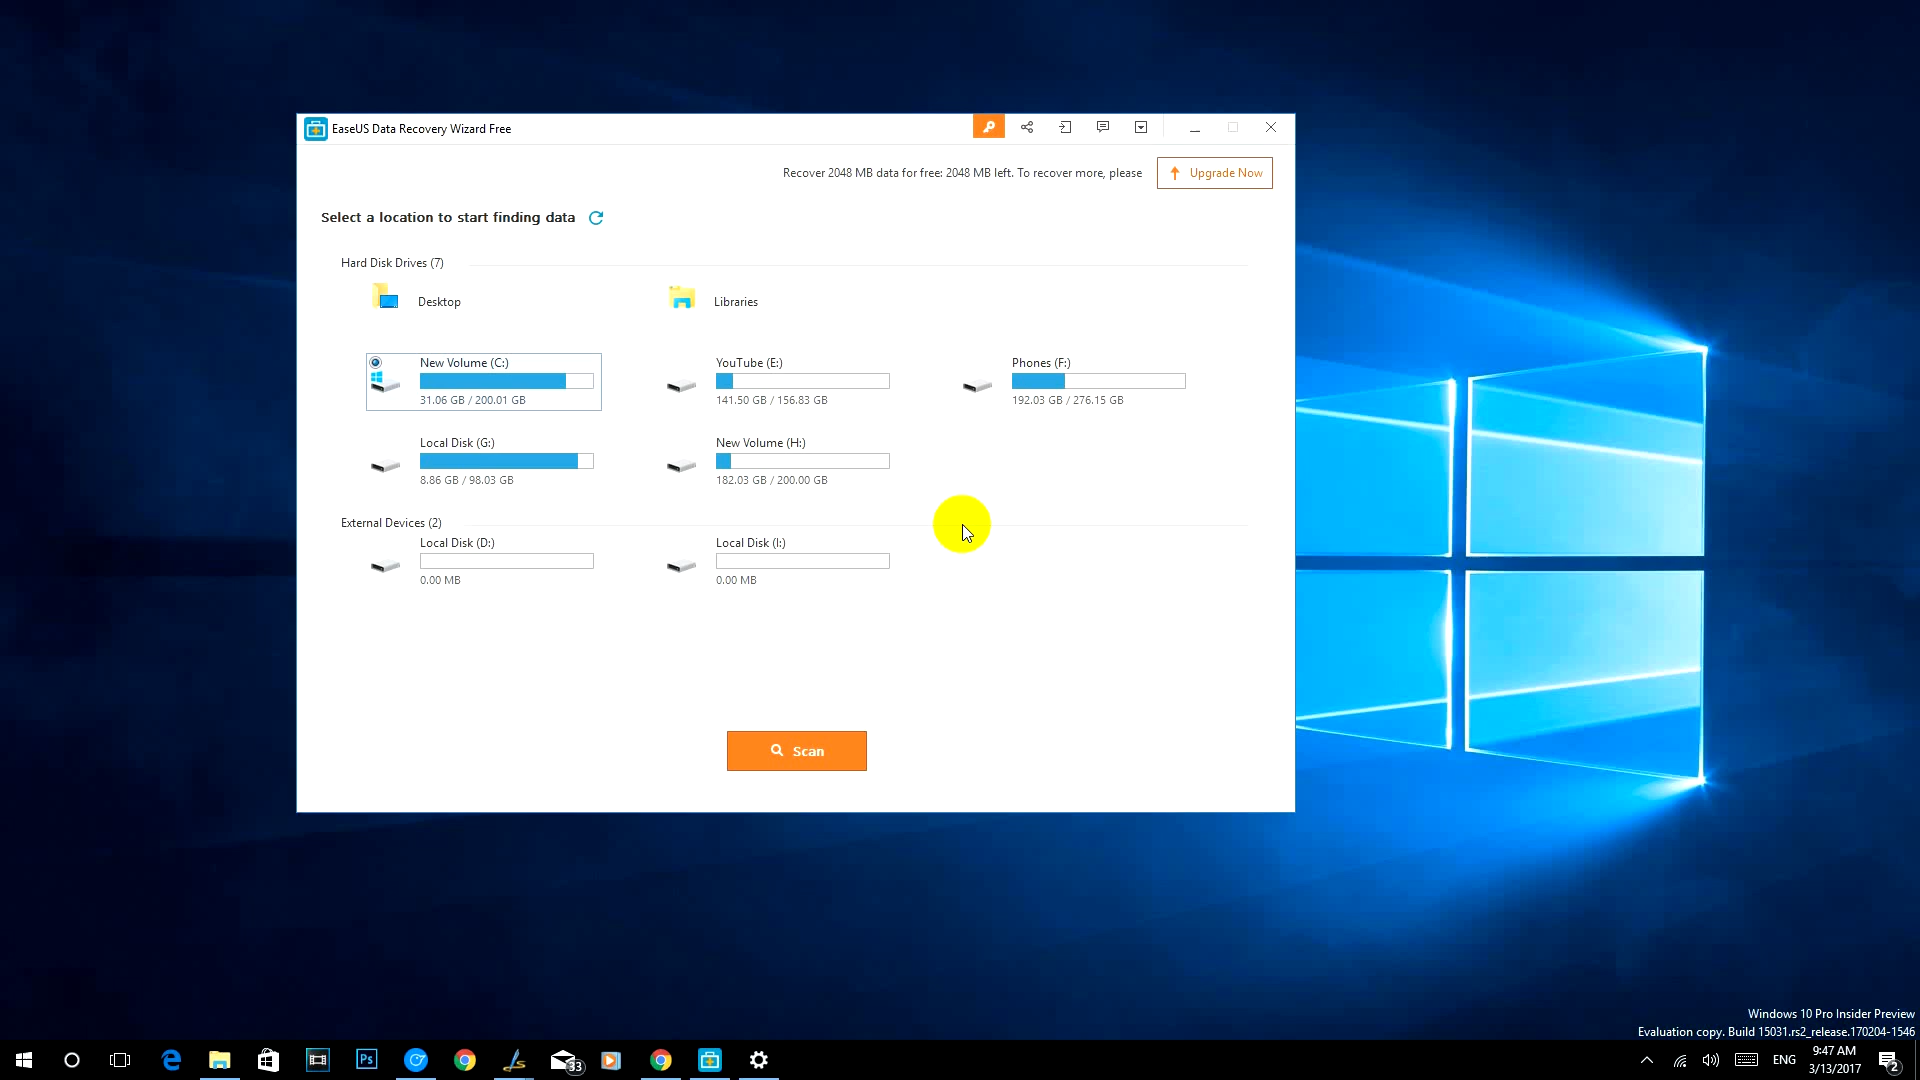 EaseUS Data Recovery Wizard Free
Recover 2048 MB data for free: 2048 MB left. To recover more, please
Upgrade Now
Select a location to start finding data
Hard Disk Drives (7)
Desktop
Libraries
New Volume (C:)
31.06 GB / 200.01 GB
YouTube (E:)
141.50 GB / 156.83 GB
Phones (F:)
192.03 GB / 276.15 GB
Local Disk (G:)
8.86 GB / 98.03 GB
New Volume (H:)
182.03 GB / 200.00 GB
External Devices (2)
Local Disk (D:)
0.00 MB
Local Disk (I:)
0.00 MB
Scan
Windows 10 Pro Insider Preview
Evaluation copy. Build 15031.rs2_release.170204-1546
Ps
33
ENG
9:47 AM
3/13/2017
2